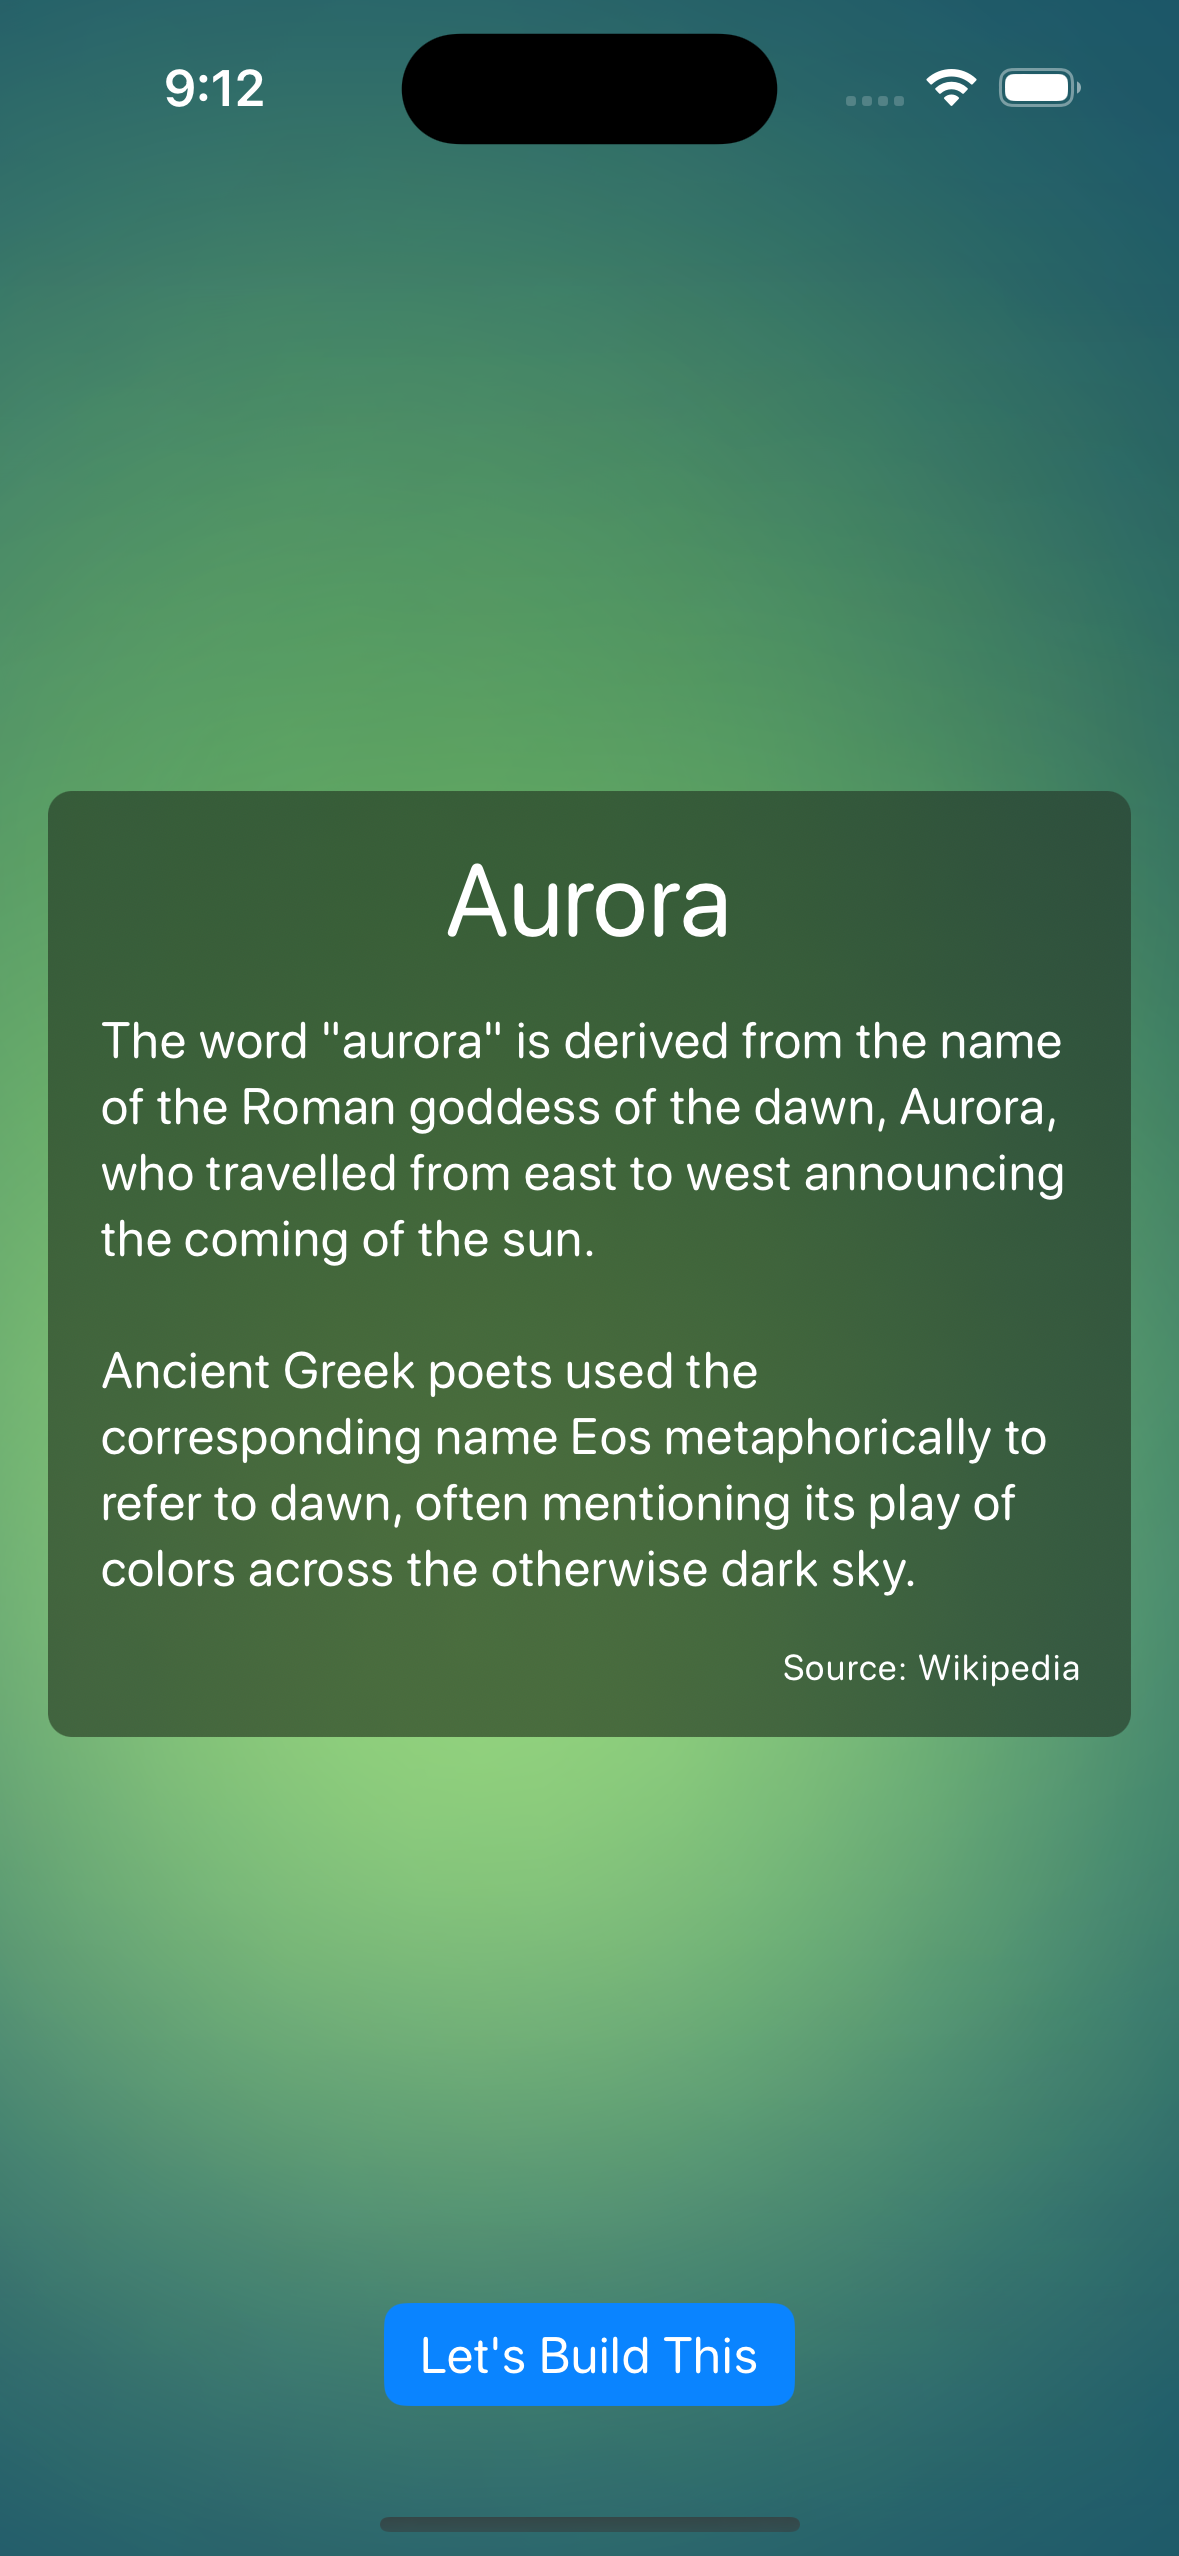 9:12
Aurora
The word "aurora" is derived from the name
of the Roman goddess of the dawn, Aurora,
who travelled from east to west announcing
the coming of the sun.
Ancient Greek poets used the
corresponding name Eos metaphorically to
refer to dawn, often mentioning its play of
colors across the otherwise dark sky.
Source: Wikipedia
Let's Build This